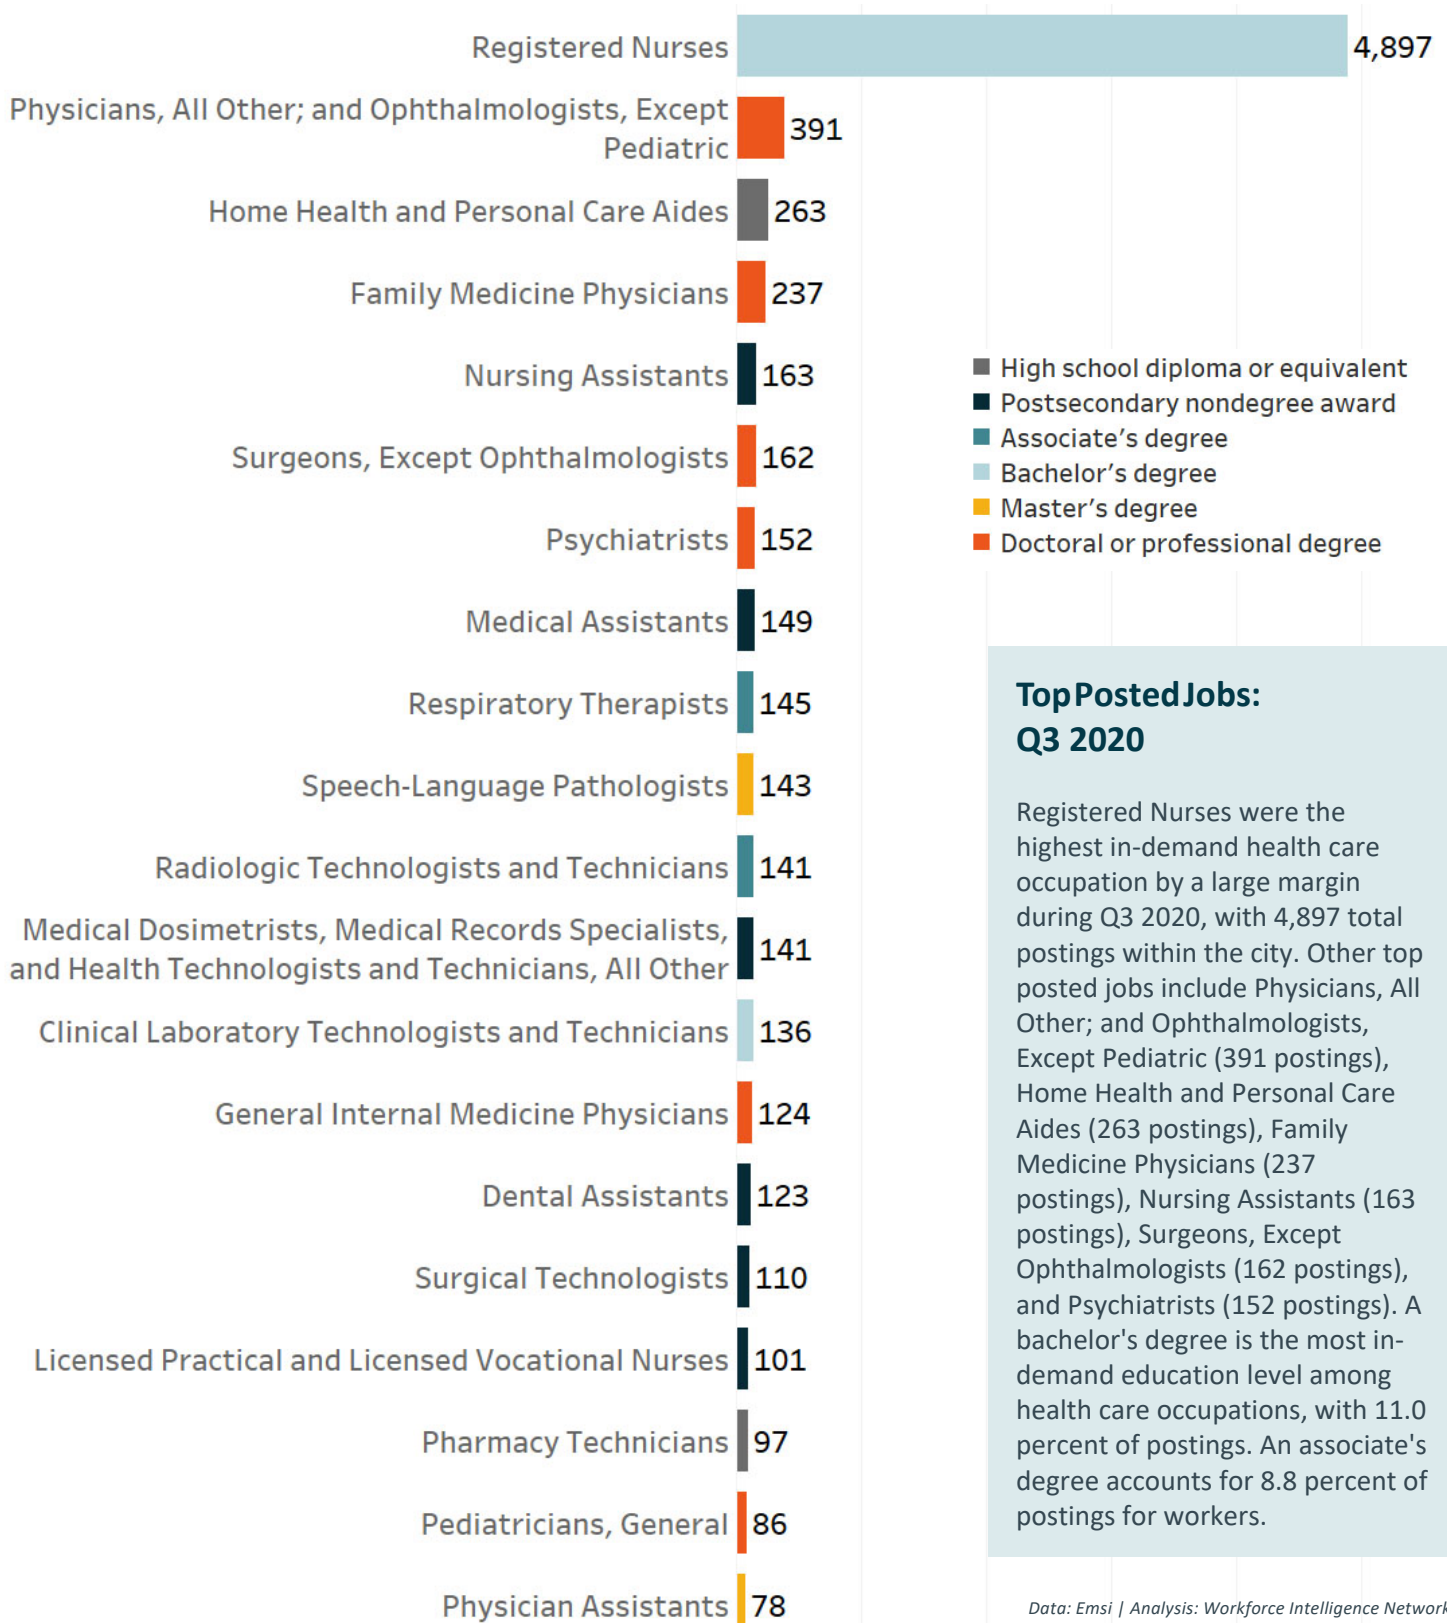 Registered Nurses 4,897
Physicians, All Other; and Ophthalmologists, Except
Pediatric 391
Home Health and Personal Care Aides 263
Family Medicine Physicians 237
Nursing Assistants 163
Surgeons, Except Ophthalmologists 162
Psychiatrists 152
Medical Assistants 149
Respiratory Therapists 145
Speech-Language Pathologists 143
Radiologic Technologists and Technicians 141
Medical Dosimetrists, Medical Records Specialists,
and Health Technologists and Technicians, All Other 141
Clinical Laboratory Technologists and Technicians 136
General Internal Medicine Physicians 124
Dental Assistants 123
Surgical Technologists 110
Licensed Practical and Licensed Vocational Nurses 101
Pharmacy Technicians 97
Pediatricians, General 86
Physician Assistants 78
High school diploma or equivalent
Postsecondary nondegree award
Associate's degree
Bachelor's degree
Master's degree
Doctoral or professional degree
Top Posted Jobs:
Q3 2020
Registered Nurses were the
highest in-demand health care
occupation by a large margin
during Q3 2020, with 4,897 total
postings within the city. Other top
posted jobs include Physicians, All
Other; and Ophthalmologists,
Except Pediatric (391 postings),
Home Health and Personal Care
Aides (263 postings), Family
Medicine Physicians (237
postings), Nursing Assistants (163
postings), Surgeons, Except
Ophthalmologists (162 postings),
and Psychiatrists (152 postings). A
bachelor's degree is the most in-
demand education level among
health care occupations, with 11.0
percent of postings. An associate's
degree accounts for 8.8 percent of
postings for workers.
Data: Emsi | Analysis: Workforce Intelligence Network